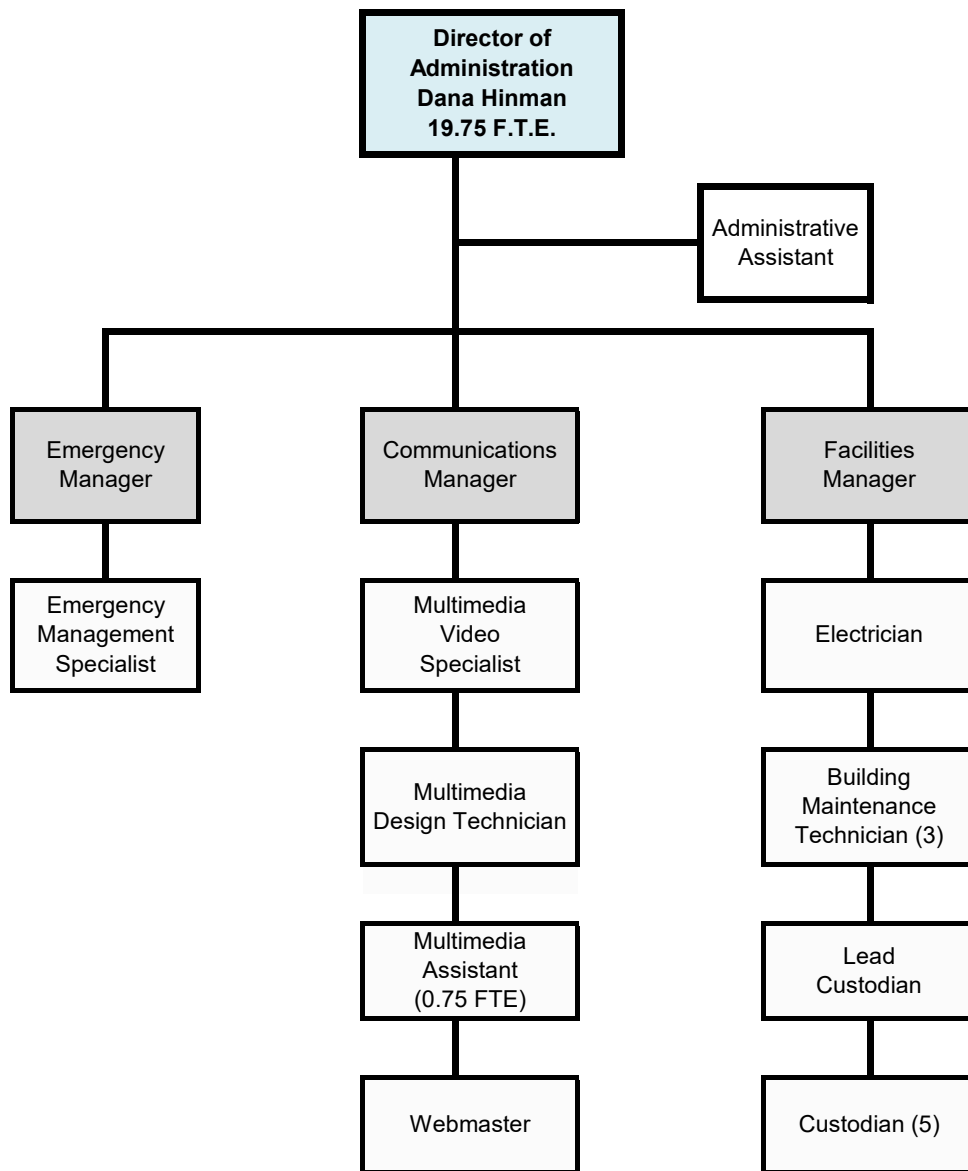 Director of
Administration
Dana Hinman
19.75 F.T.E.
Administrative
Assistant
Emergency
Manager
Communications
Manager
Facilities
Manager
Emergency
Management
Specialist
Multimedia
Video
Specialist
Electrician
Multimedia
Design Technician
Building
Maintenance
Technician (3)
Multimedia
Assistant
(0.75 FTE)
Lead
Custodian
Webmaster
Custodian (5)